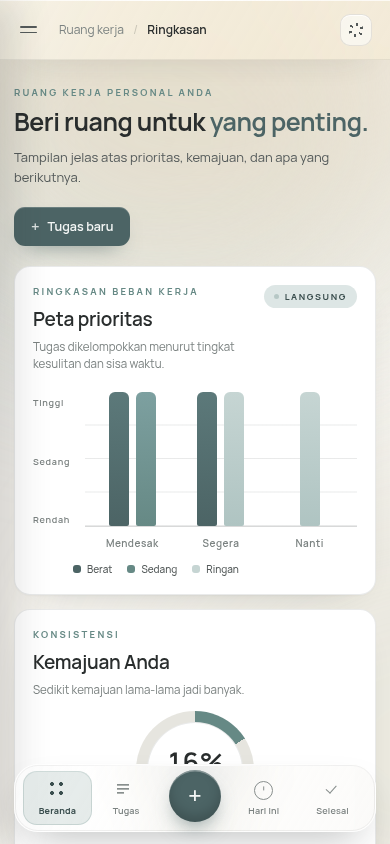 Ruang kerja / Ringkasan
RUANG KERJA PERSONAL ANDA
Beri ruang untuk yang penting.
Tampilan jelas atas prioritas, kemajuan, dan apa yang
berikutnya.
+ Tugas baru
RINGKASAN BEBAN KERJA
LANGSUNG
Peta prioritas
Tugas dikelompokkan menurut tingkat
kesulitan dan sisa waktu.
Tinggi
Sedang
Rendah
Mendesak Segera Nanti
Berat Sedang Ringan
KONSISTENSI
Kemajuan Anda
Sedikit kemajuan lama-lama jadi banyak.
16%
Beranda Tugas + Hari ini Selesai